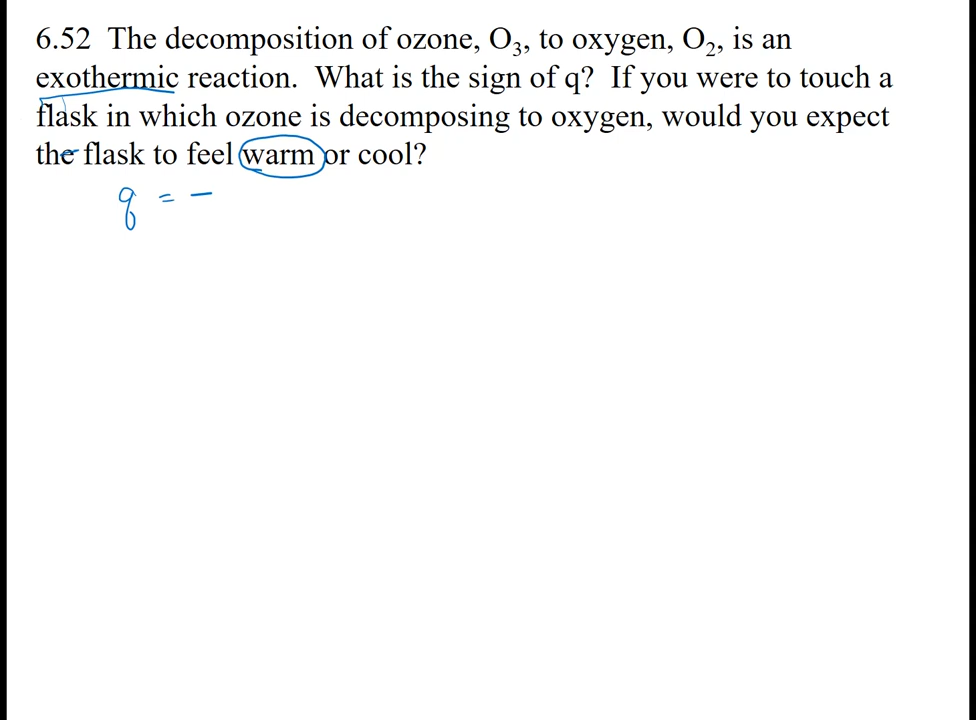 6.52 The decomposition of ozone, O₃, to oxygen, O₂, is an
exothermic reaction. What is the sign of q? If you were to touch a
flask in which ozone is decomposing to oxygen, would you expect
the flask to feel warm or cool?
q = −